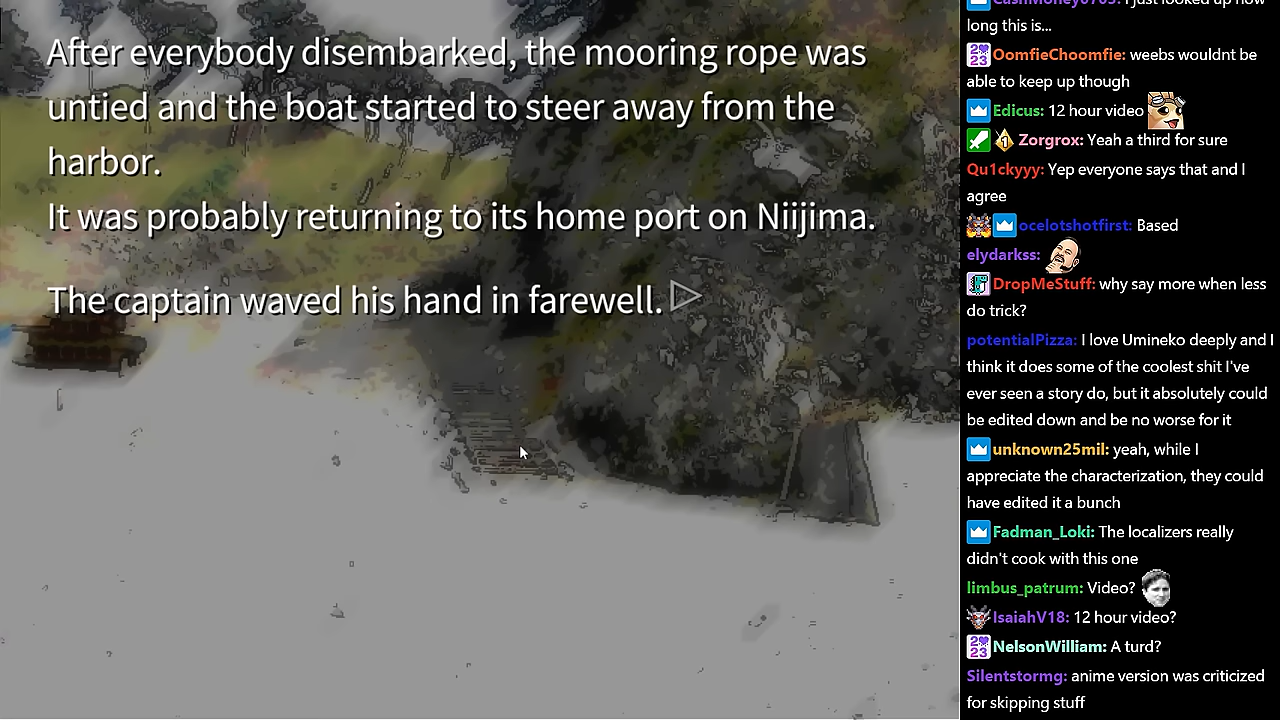 After everybody disembarked, the mooring rope was
untied and the boat started to steer away from the
harbor.
It was probably returning to its home port on Niijima.
The captain waved his hand in farewell.
long this is...
OomfieChoomfie: weebs wouldnt be
able to keep up though
Edicus: 12 hour video
Zorgrox: Yeah a third for sure
Qu1ckyyy: Yep everyone says that and I
agree
ocelotshotfirst: Based
elydarkss:
DropMeStuff: why say more when less
do trick?
potentialPizza: I love Umineko deeply and I
think it does some of the coolest shit I've
ever seen a story do, but it absolutely could
be edited down and be no worse for it
unknown25mil: yeah, while I
appreciate the characterization, they could
have edited it a bunch
Fadman_Loki: The localizers really
didn't cook with this one
limbus_patrum: Video?
IsaiahV18: 12 hour video?
NelsonWilliam: A turd?
Silentstormg: anime version was criticized
for skipping stuff